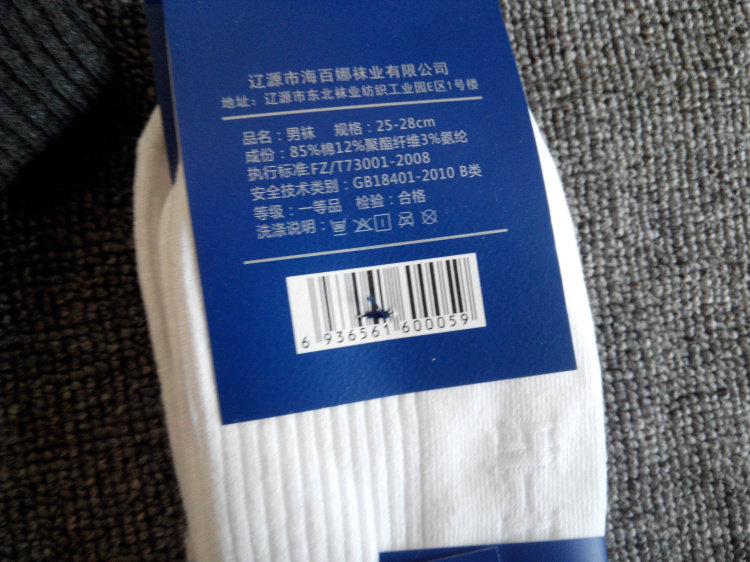 辽源市海百娜袜业有限公司
地址：辽源市东北袜业纺织工业园E区1号楼
品名：男袜 规格：25-28cm
成份：85%棉12%聚酯纤维3%氨纶
执行标准:FZ/T73001-2008
安全技术类别：GB18401-2010 B类
等级：一等品 检验：合格
洗涤说明：
6 936561 600059